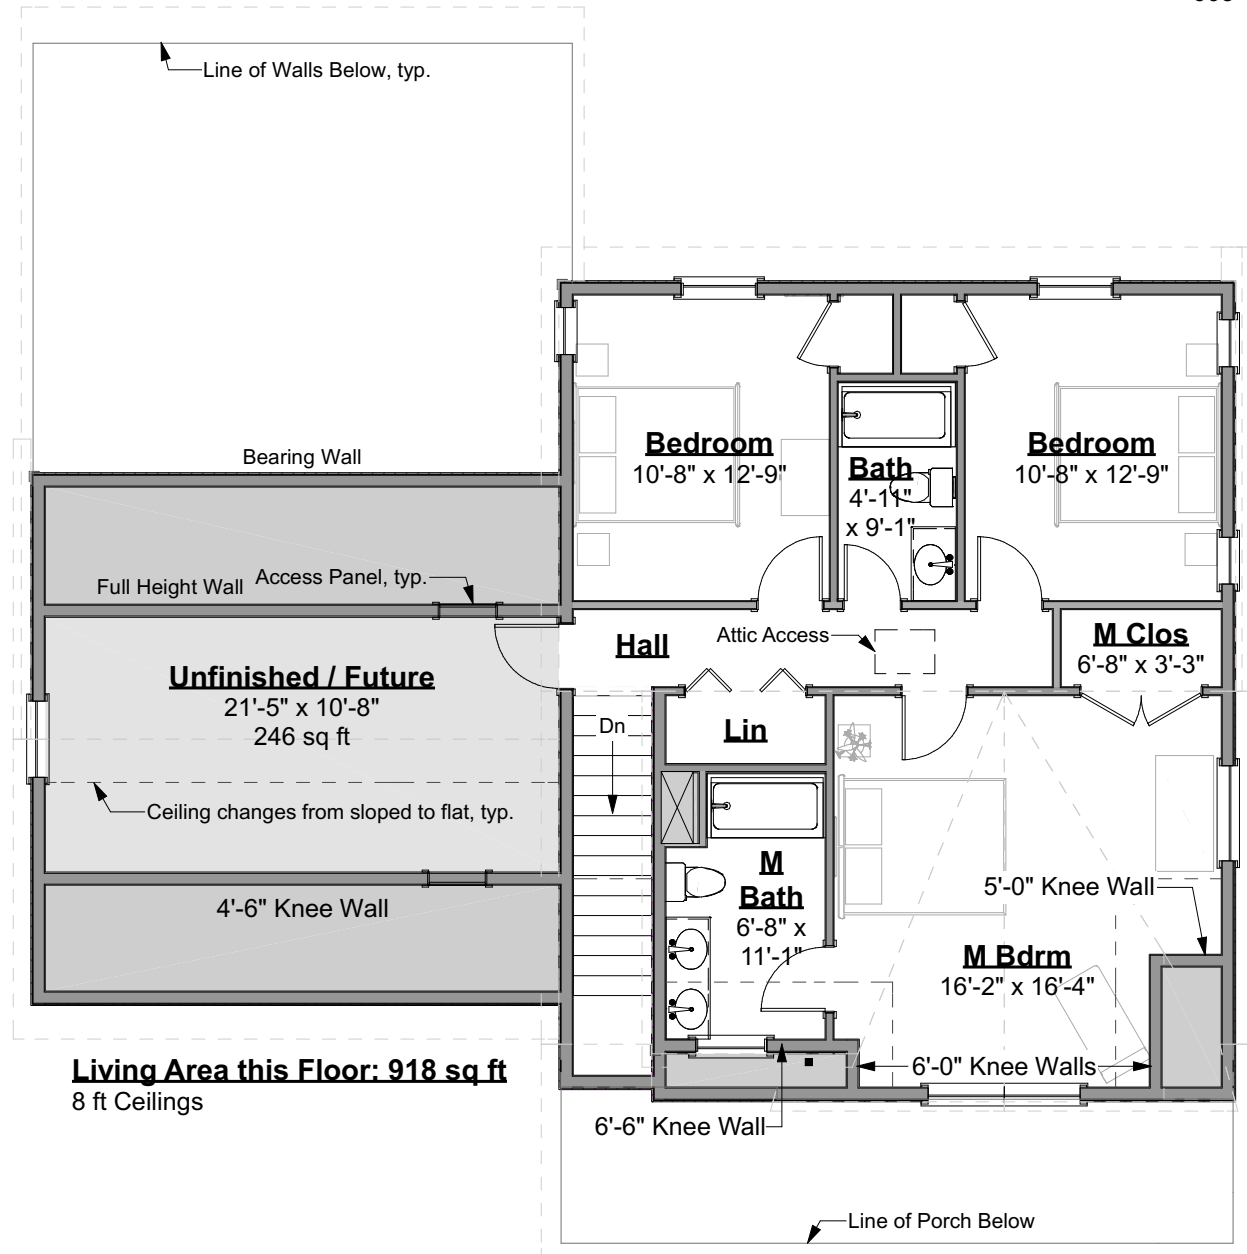 Line of Walls Below, typ.
Bearing Wall
Full Height Wall
Access Panel, typ.
Unfinished / Future
21'-5" x 10'-8"
246 sq ft
Ceiling changes from sloped to flat, typ.
4'-6" Knee Wall
Living Area this Floor: 918 sq ft
8 ft Ceilings
Bedroom
10'-8" x 12'-9"
Bath
4'-11"
x 9'-1"
Bedroom
10'-8" x 12'-9"
Hall
Attic Access
M Clos
6'-8" x 3'-3"
Dn
Lin
M
Bath
6'-8" x
11'-1"
5'-0" Knee Wall
M Bdrm
16'-2" x 16'-4"
6'-0" Knee Walls
6'-6" Knee Wall
Line of Porch Below